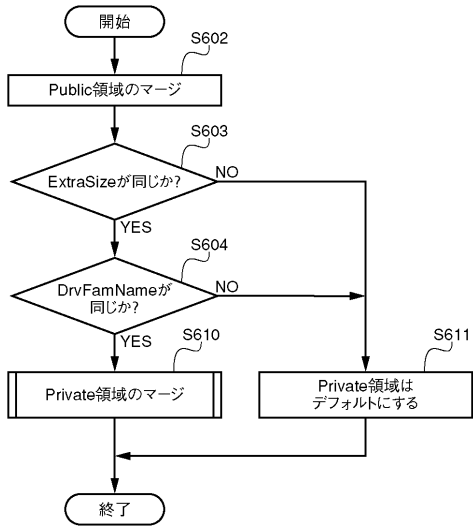 開始
S602
Public領域のマージ
S603
ExtraSizeが同じか?
NO
YES
S604
DrvFamNameが
同じか?
NO
YES
S610
Private領域のマージ
S611
Private領域は
デフォルトにする
終了